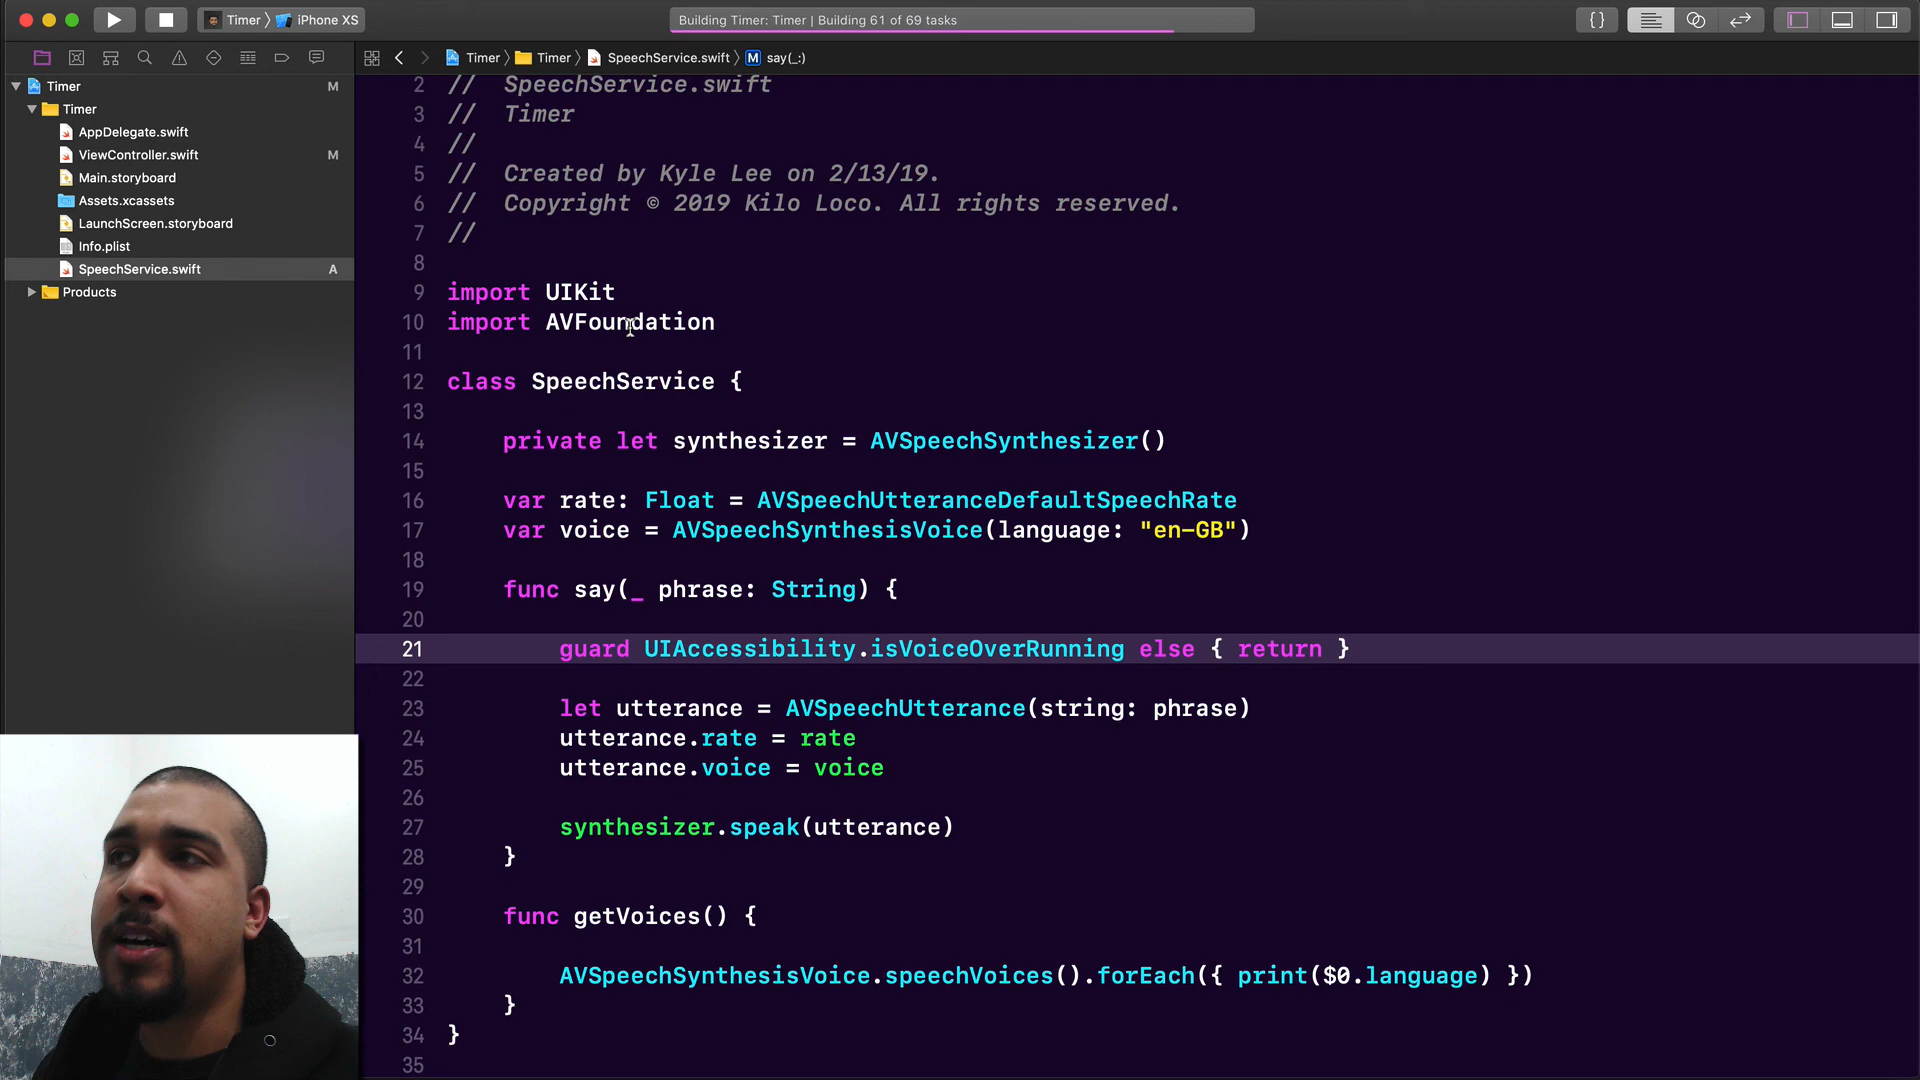 Timer 〉 iPhone XS
Building Timer: Timer | Building 61 of 69 tasks
{}
Timer 〉 Timer 〉 SpeechService.swift 〉 M say(_:)
Timer M
Timer
AppDelegate.swift
ViewController.swift M
Main.storyboard
Assets.xcassets
LaunchScreen.storyboard
Info.plist
SpeechService.swift A
Products
2 //  SpeechService.swift
3 //  Timer
4 //
5 //  Created by Kyle Lee on 2/13/19.
6 //  Copyright © 2019 Kilo Loco. All rights reserved.
7 //
8
9 import UIKit
10 import AVFoundation
11
12 class SpeechService {
13
14     private let synthesizer = AVSpeechSynthesizer()
15
16     var rate: Float = AVSpeechUtteranceDefaultSpeechRate
17     var voice = AVSpeechSynthesisVoice(language: "en-GB")
18
19     func say(_ phrase: String) {
20
21         guard UIAccessibility.isVoiceOverRunning else { return }
22
23         let utterance = AVSpeechUtterance(string: phrase)
24         utterance.rate = rate
25         utterance.voice = voice
26
27         synthesizer.speak(utterance)
28     }
29
30     func getVoices() {
31
32         AVSpeechSynthesisVoice.speechVoices().forEach({ print($0.language) })
33     }
34 }
35